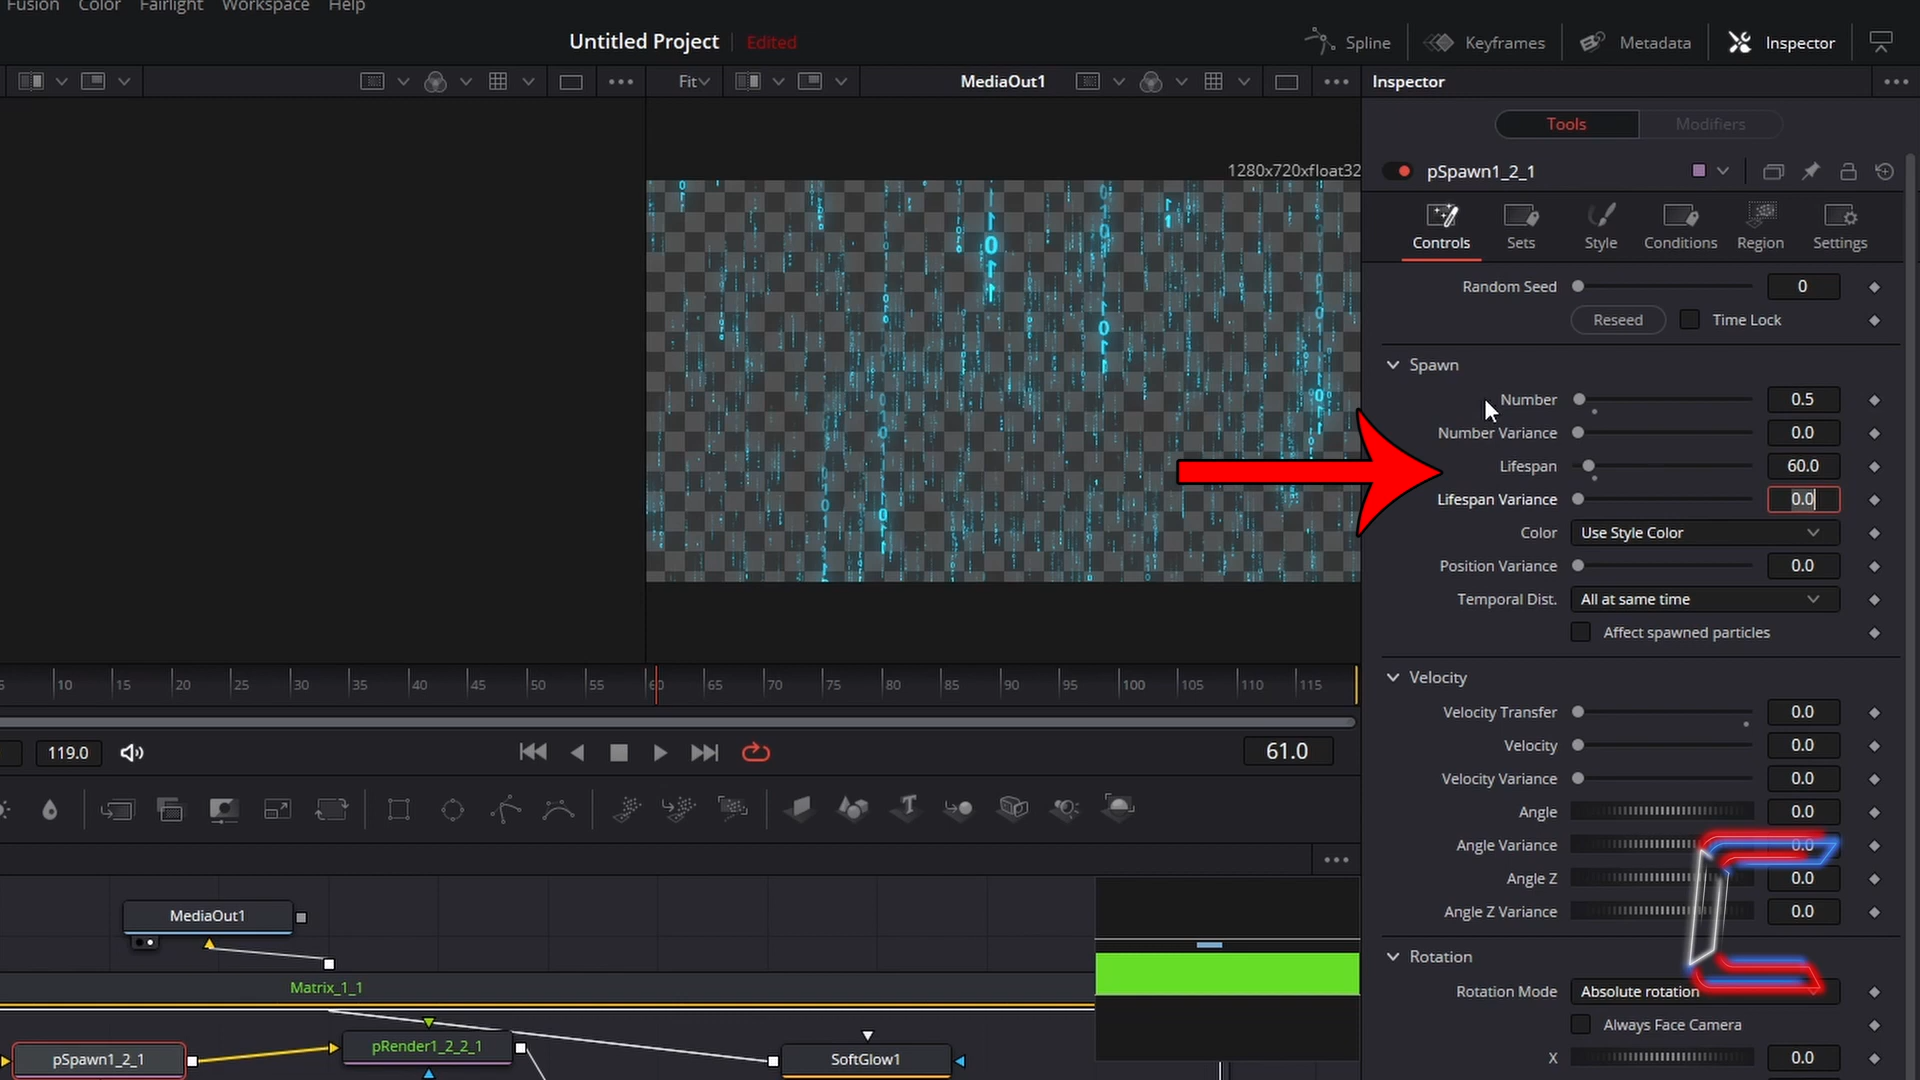 Fusion Color Fairlight Workspace Help
Untitled Project Edited
Spline Keyframes Metadata Inspector
Fit MediaOut1 Inspector
Tools Modifiers
1280x720xfloat32
pSpawn1_2_1
Controls Sets Style Conditions Region Settings
Random Seed 0
Reseed Time Lock
Spawn
Number 0.5
Number Variance 0.0
Lifespan 60.0
Lifespan Variance 0.0
Color Use Style Color
Position Variance 0.0
Temporal Dist. All at same time
Affect spawned particles
Velocity
10 15 20 25 30 35 40 45 50 55 60 65 70 75 80 85 90 95 100 105 110 115
Velocity Transfer 0.0
Velocity 0.0
119.0 61.0
Velocity Variance 0.0
Angle 0.0
Angle Variance 0.0
Angle Z 0.0
Angle Z Variance 0.0
MediaOut1
Rotation
Matrix_1_1
Rotation Mode Absolute rotation
Always Face Camera
pSpawn1_2_1 pRender1_2_2_1 SoftGlow1
X 0.0